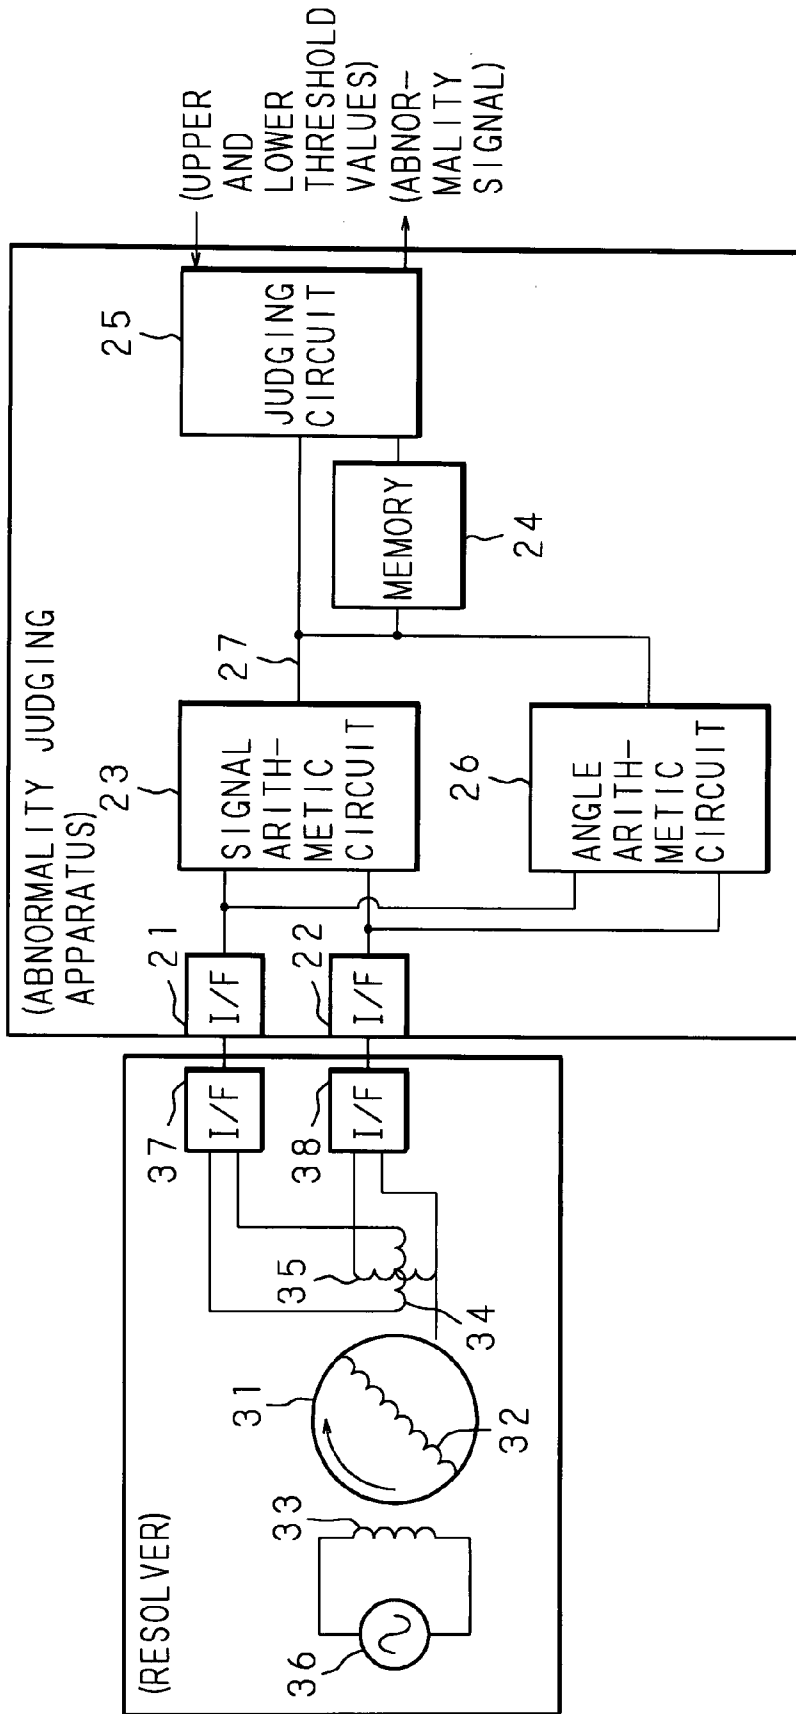 (RESOLVER)
36
33
31
32
34
35
37
I/F
38
I/F
(ABNORMALITY JUDGING
APPARATUS)
21
I/F
22
I/F
23
SIGNAL
ARITH-
METIC
CIRCUIT
26
ANGLE
ARITH-
METIC
CIRCUIT
27
MEMORY
24
25
JUDGING
CIRCUIT
(UPPER
AND
LOWER
THRESHOLD
VALUES)
(ABNOR-
MALITY
SIGNAL)